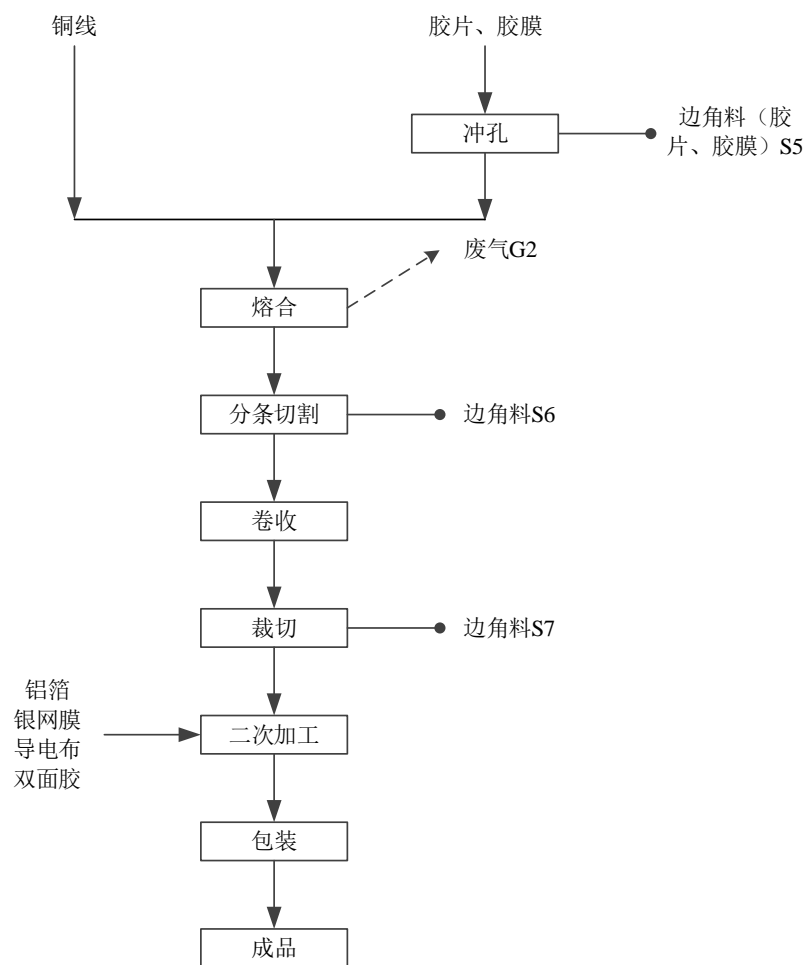 铜线
胶片、胶膜
冲孔
边角料（胶
片、胶膜）S5
废气G2
熔合
分条切割
边角料S6
卷收
裁切
边角料S7
铝箔
银网膜
导电布
双面胶
二次加工
包装
成品